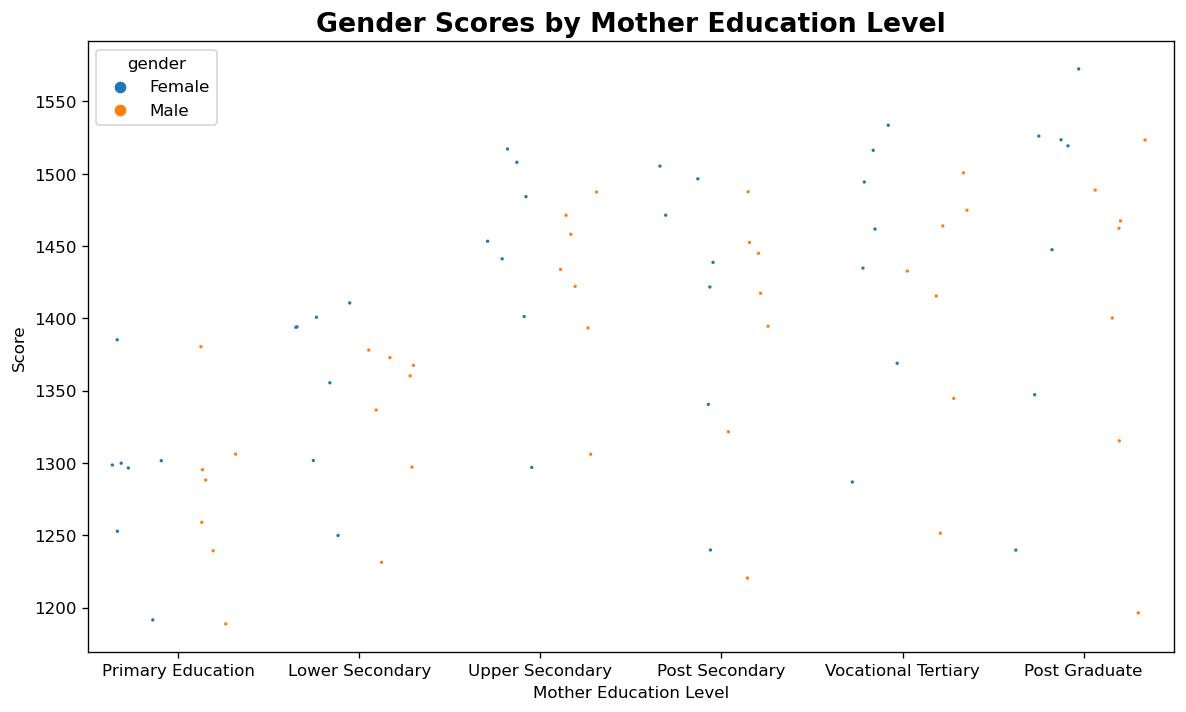 Gender Scores by Mother Education Level
gender
Female
Male
Score
1550
1500
1450
1400
1350
1300
1250
1200
Primary Education
Lower Secondary
Upper Secondary
Post Secondary
Vocational Tertiary
Post Graduate
Mother Education Level